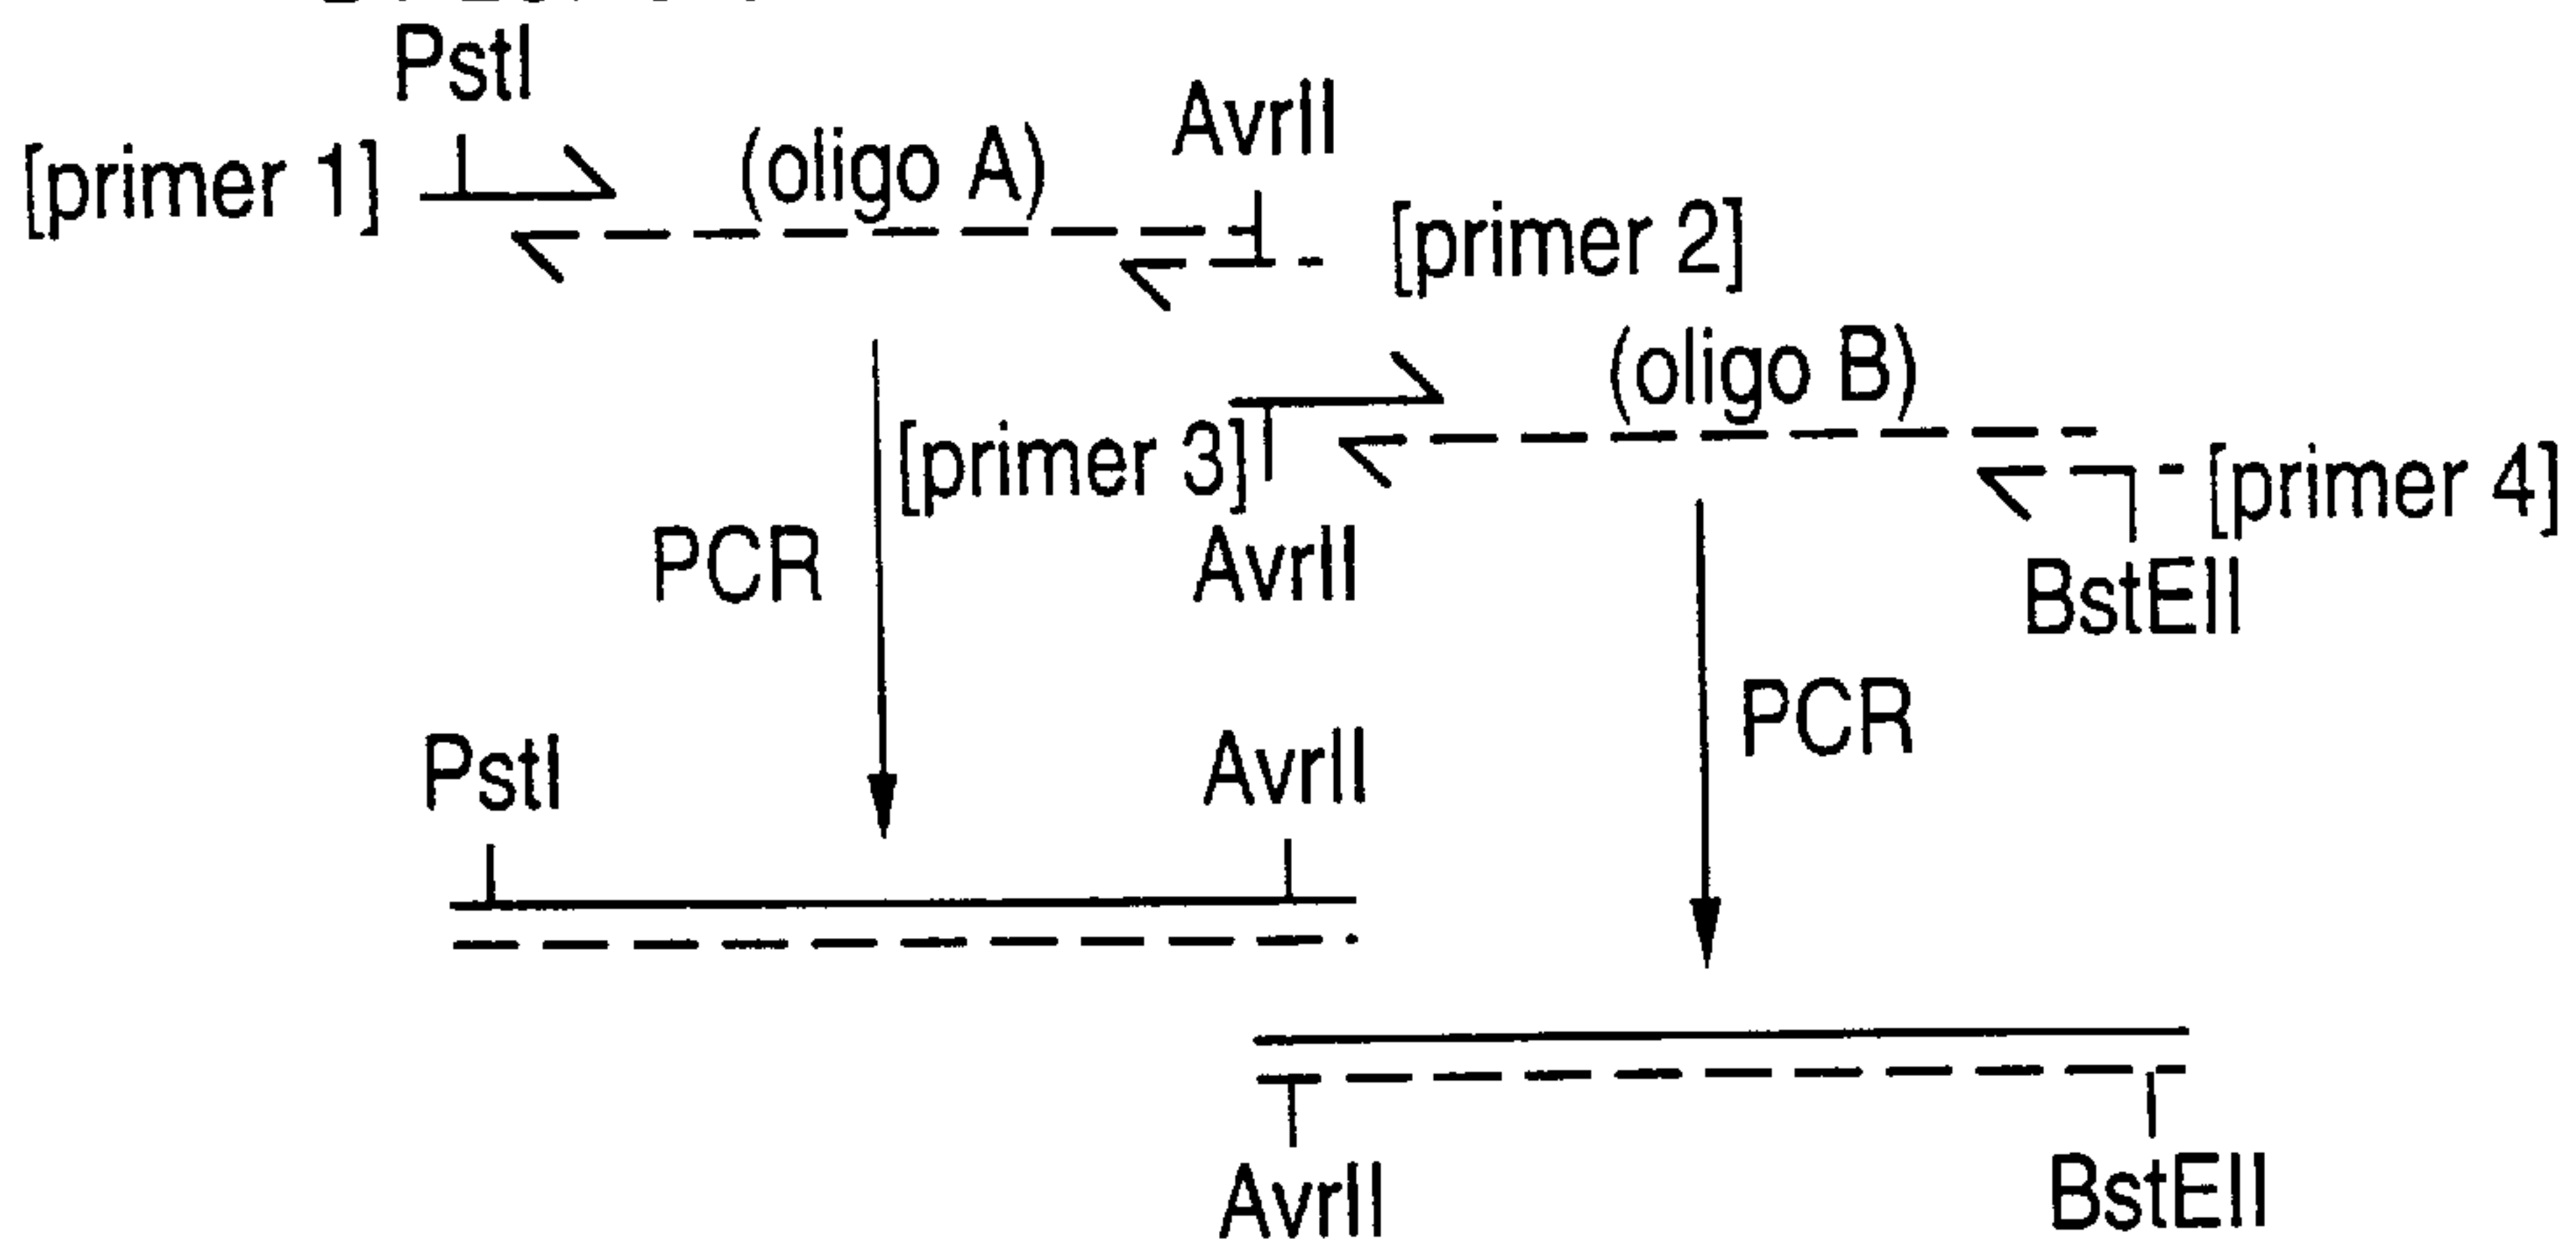 PstI
AvrII
[primer 1]
(oligo A)
[primer 2]
(oligo B)
[primer 3]
[primer 4]
PCR
AvrII
BstEII
PCR
PstI
AvrII
AvrII
BstEII